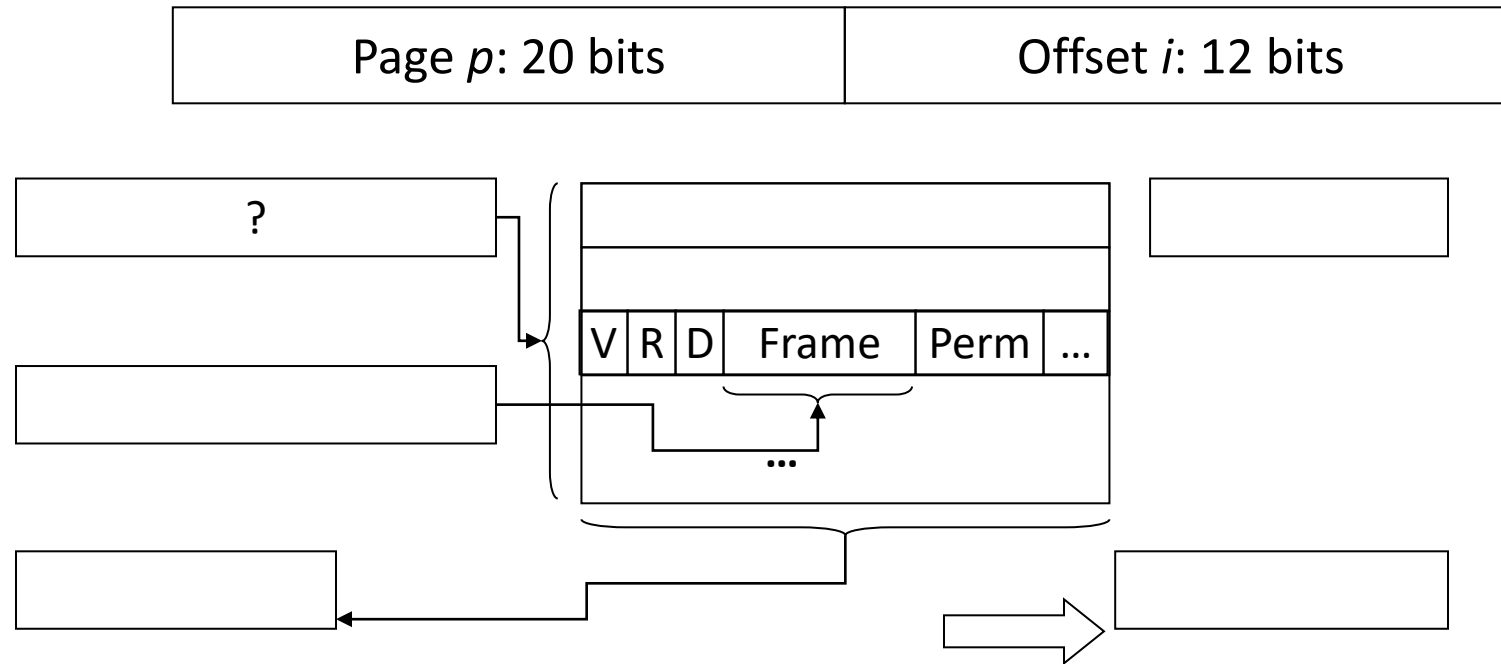 Page p: 20 bits
Offset i: 12 bits
?
V R D Frame Perm ...
...